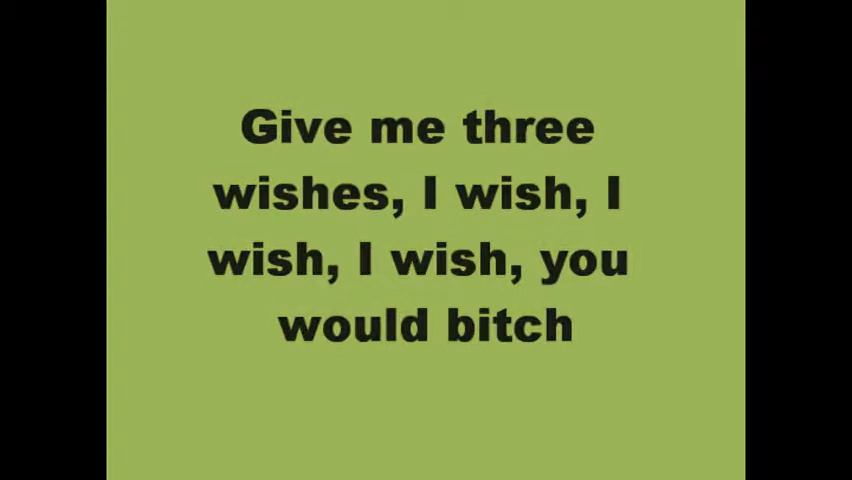 Give me three
wishes, I wish, I
wish, I wish, you
would bitch